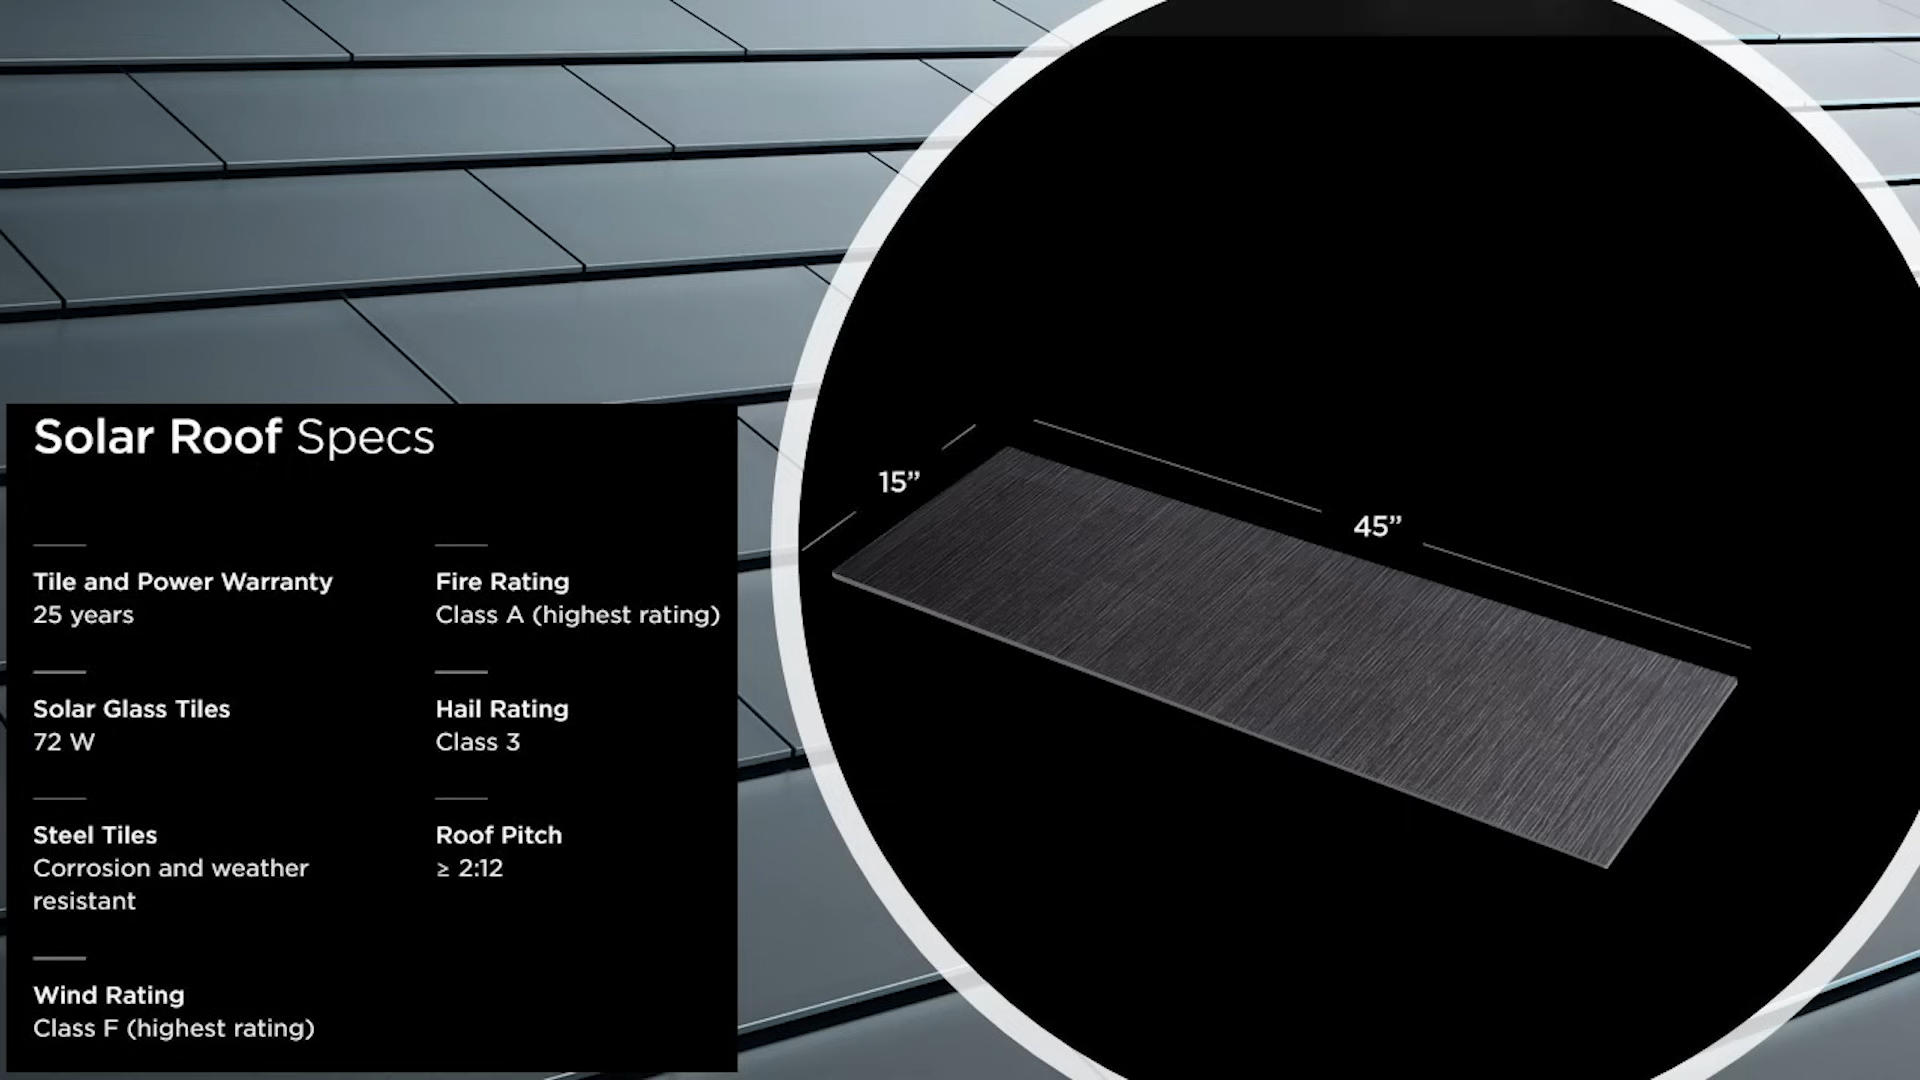 Solar Roof Specs
Tile and Power Warranty
25 years
Solar Glass Tiles
72 W
Steel Tiles
Corrosion and weather
resistant
Wind Rating
Class F (highest rating)
Fire Rating
Class A (highest rating)
Hail Rating
Class 3
Roof Pitch
≥ 2:12
15”
45”